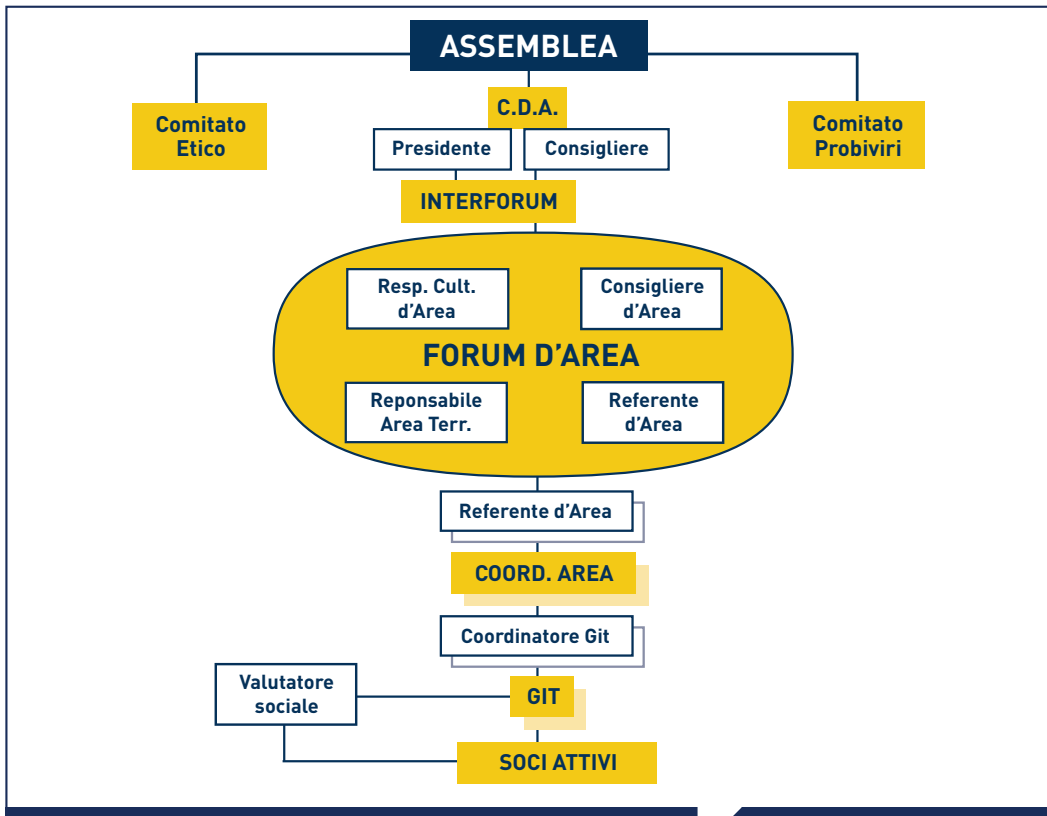 ASSEMBLEA
C.D.A.
Comitato
Etico
Comitato
Probiviri
Presidente
Consigliere
INTERFORUM
Resp. Cult.
d'Area
Consigliere
d'Area
FORUM D'AREA
Reponsabile
Area Terr.
Referente
d'Area
Referente d'Area
COORD. AREA
Coordinatore Git
Valutatore
sociale
GIT
SOCI ATTIVI